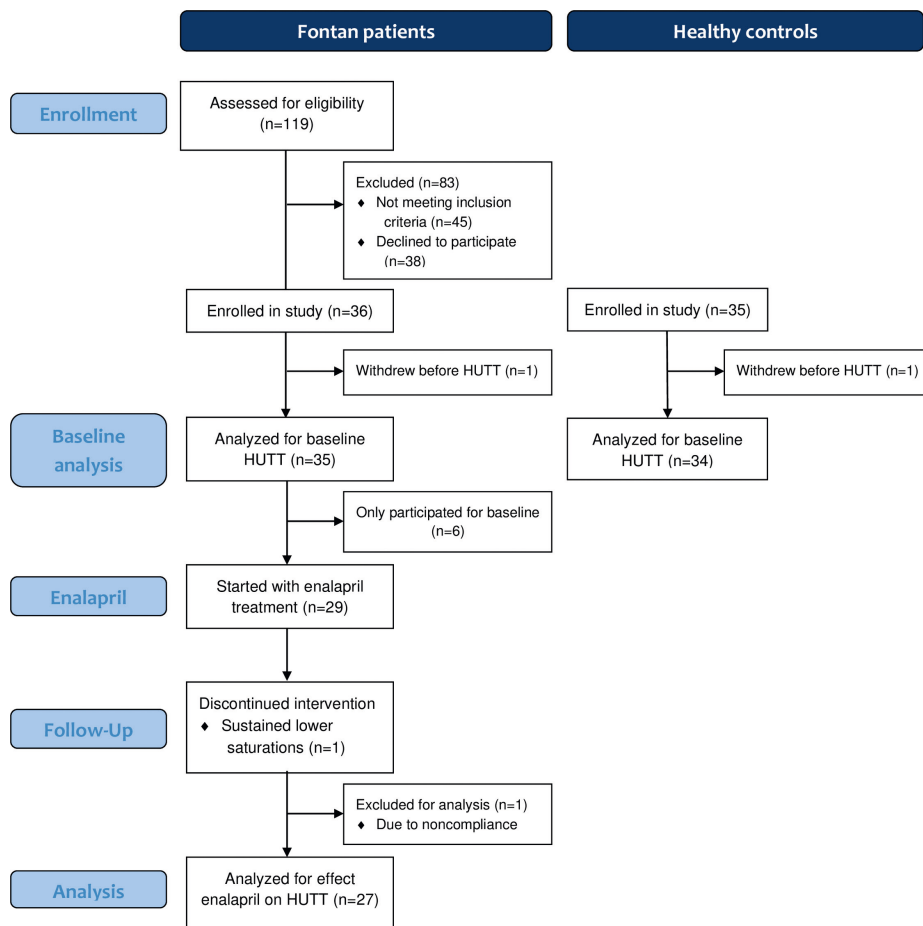 Fontan patients
Healthy controls
Enrollment
Assessed for eligibility
(n=119)
Excluded (n=83)
♦ Not meeting inclusion
criteria (n=45)
♦ Declined to participate
(n=38)
Enrolled in study (n=36)
Enrolled in study (n=35)
Withdrew before HUTT (n=1)
Withdrew before HUTT (n=1)
Baseline
analysis
Analyzed for baseline
HUTT (n=35)
Analyzed for baseline
HUTT (n=34)
Only participated for baseline
(n=6)
Enalapril
Started with enalapril
treatment (n=29)
Follow-Up
Discontinued intervention
♦ Sustained lower
saturations (n=1)
Excluded for analysis (n=1)
♦ Due to noncompliance
Analysis
Analyzed for effect
enalapril on HUTT (n=27)